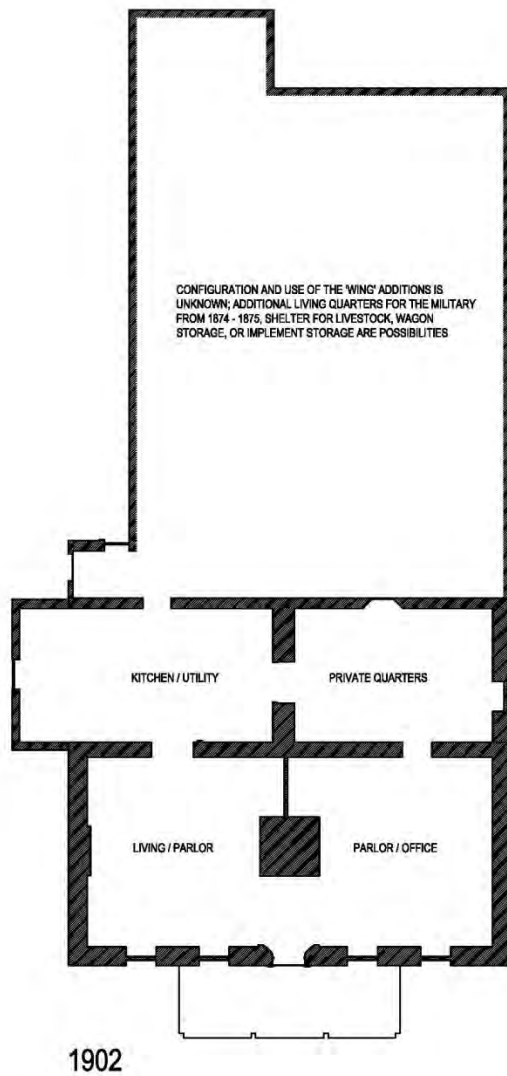 CONFIGURATION AND USE OF THE 'WING' ADDITIONS IS
UNKNOWN; ADDITIONAL LIVING QUARTERS FOR THE MILITARY
FROM 1874 - 1875, SHELTER FOR LIVESTOCK, WAGON
STORAGE, OR IMPLEMENT STORAGE ARE POSSIBILITIES
KITCHEN / UTILITY
PRIVATE QUARTERS
LIVING / PARLOR
PARLOR / OFFICE
1902